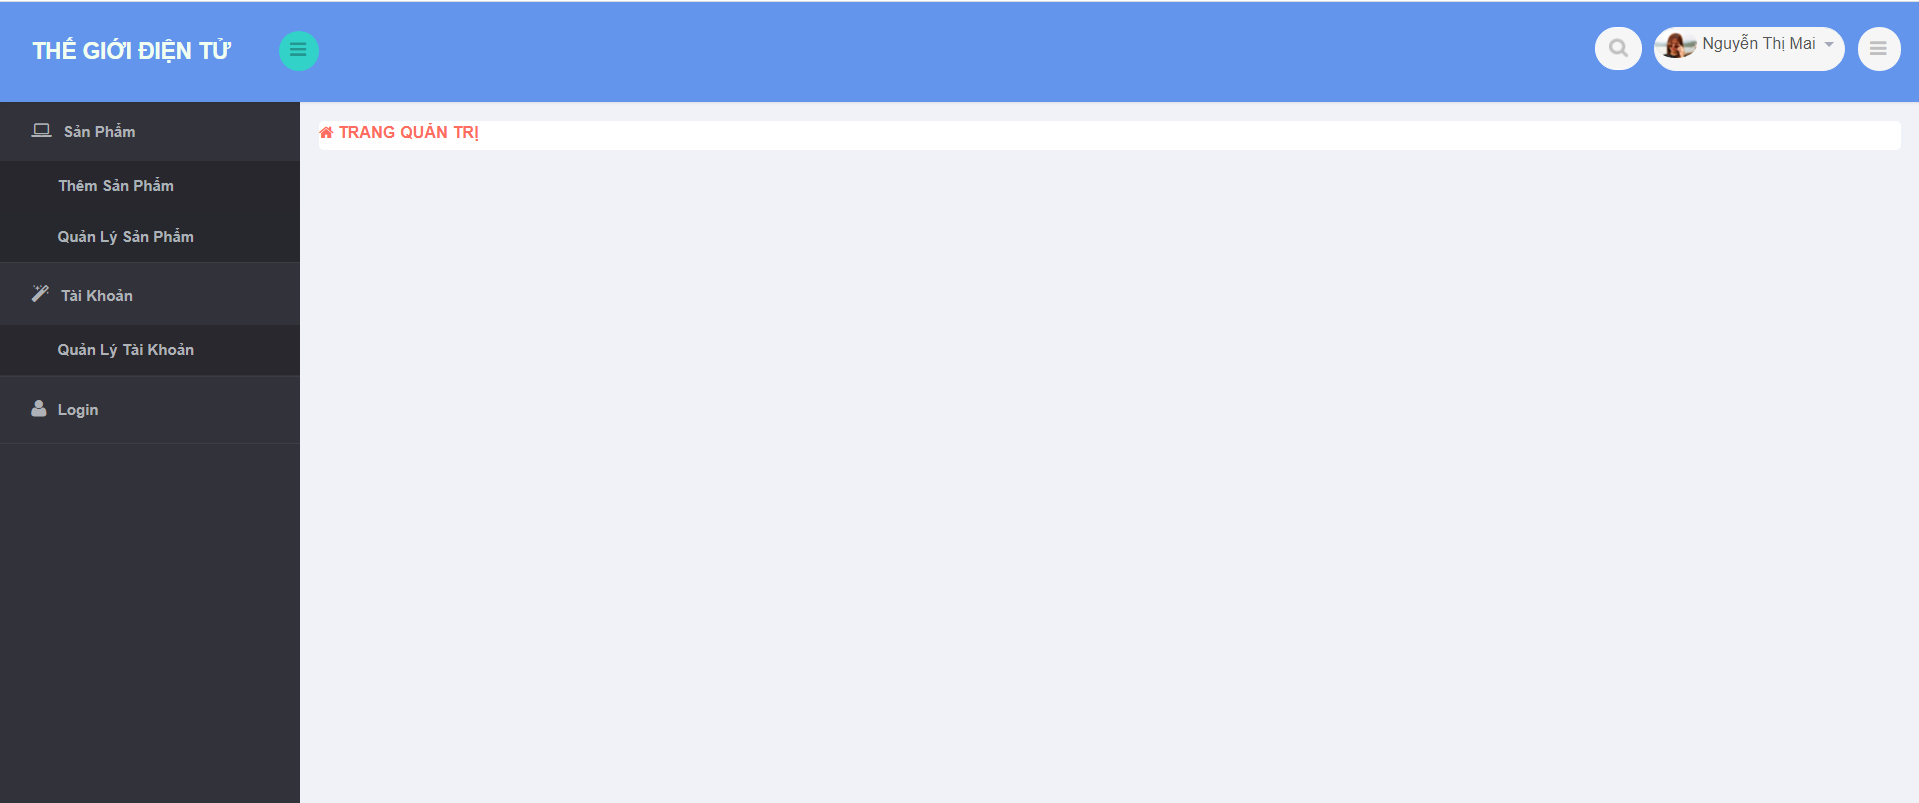 THẾ GIỚI ĐIỆN TỬ
Nguyễn Thị Mai
Sản Phẩm
Thêm Sản Phẩm
Quản Lý Sản Phẩm
Tài Khoản
Quản Lý Tài Khoản
Login
TRANG QUẢN TRỊ